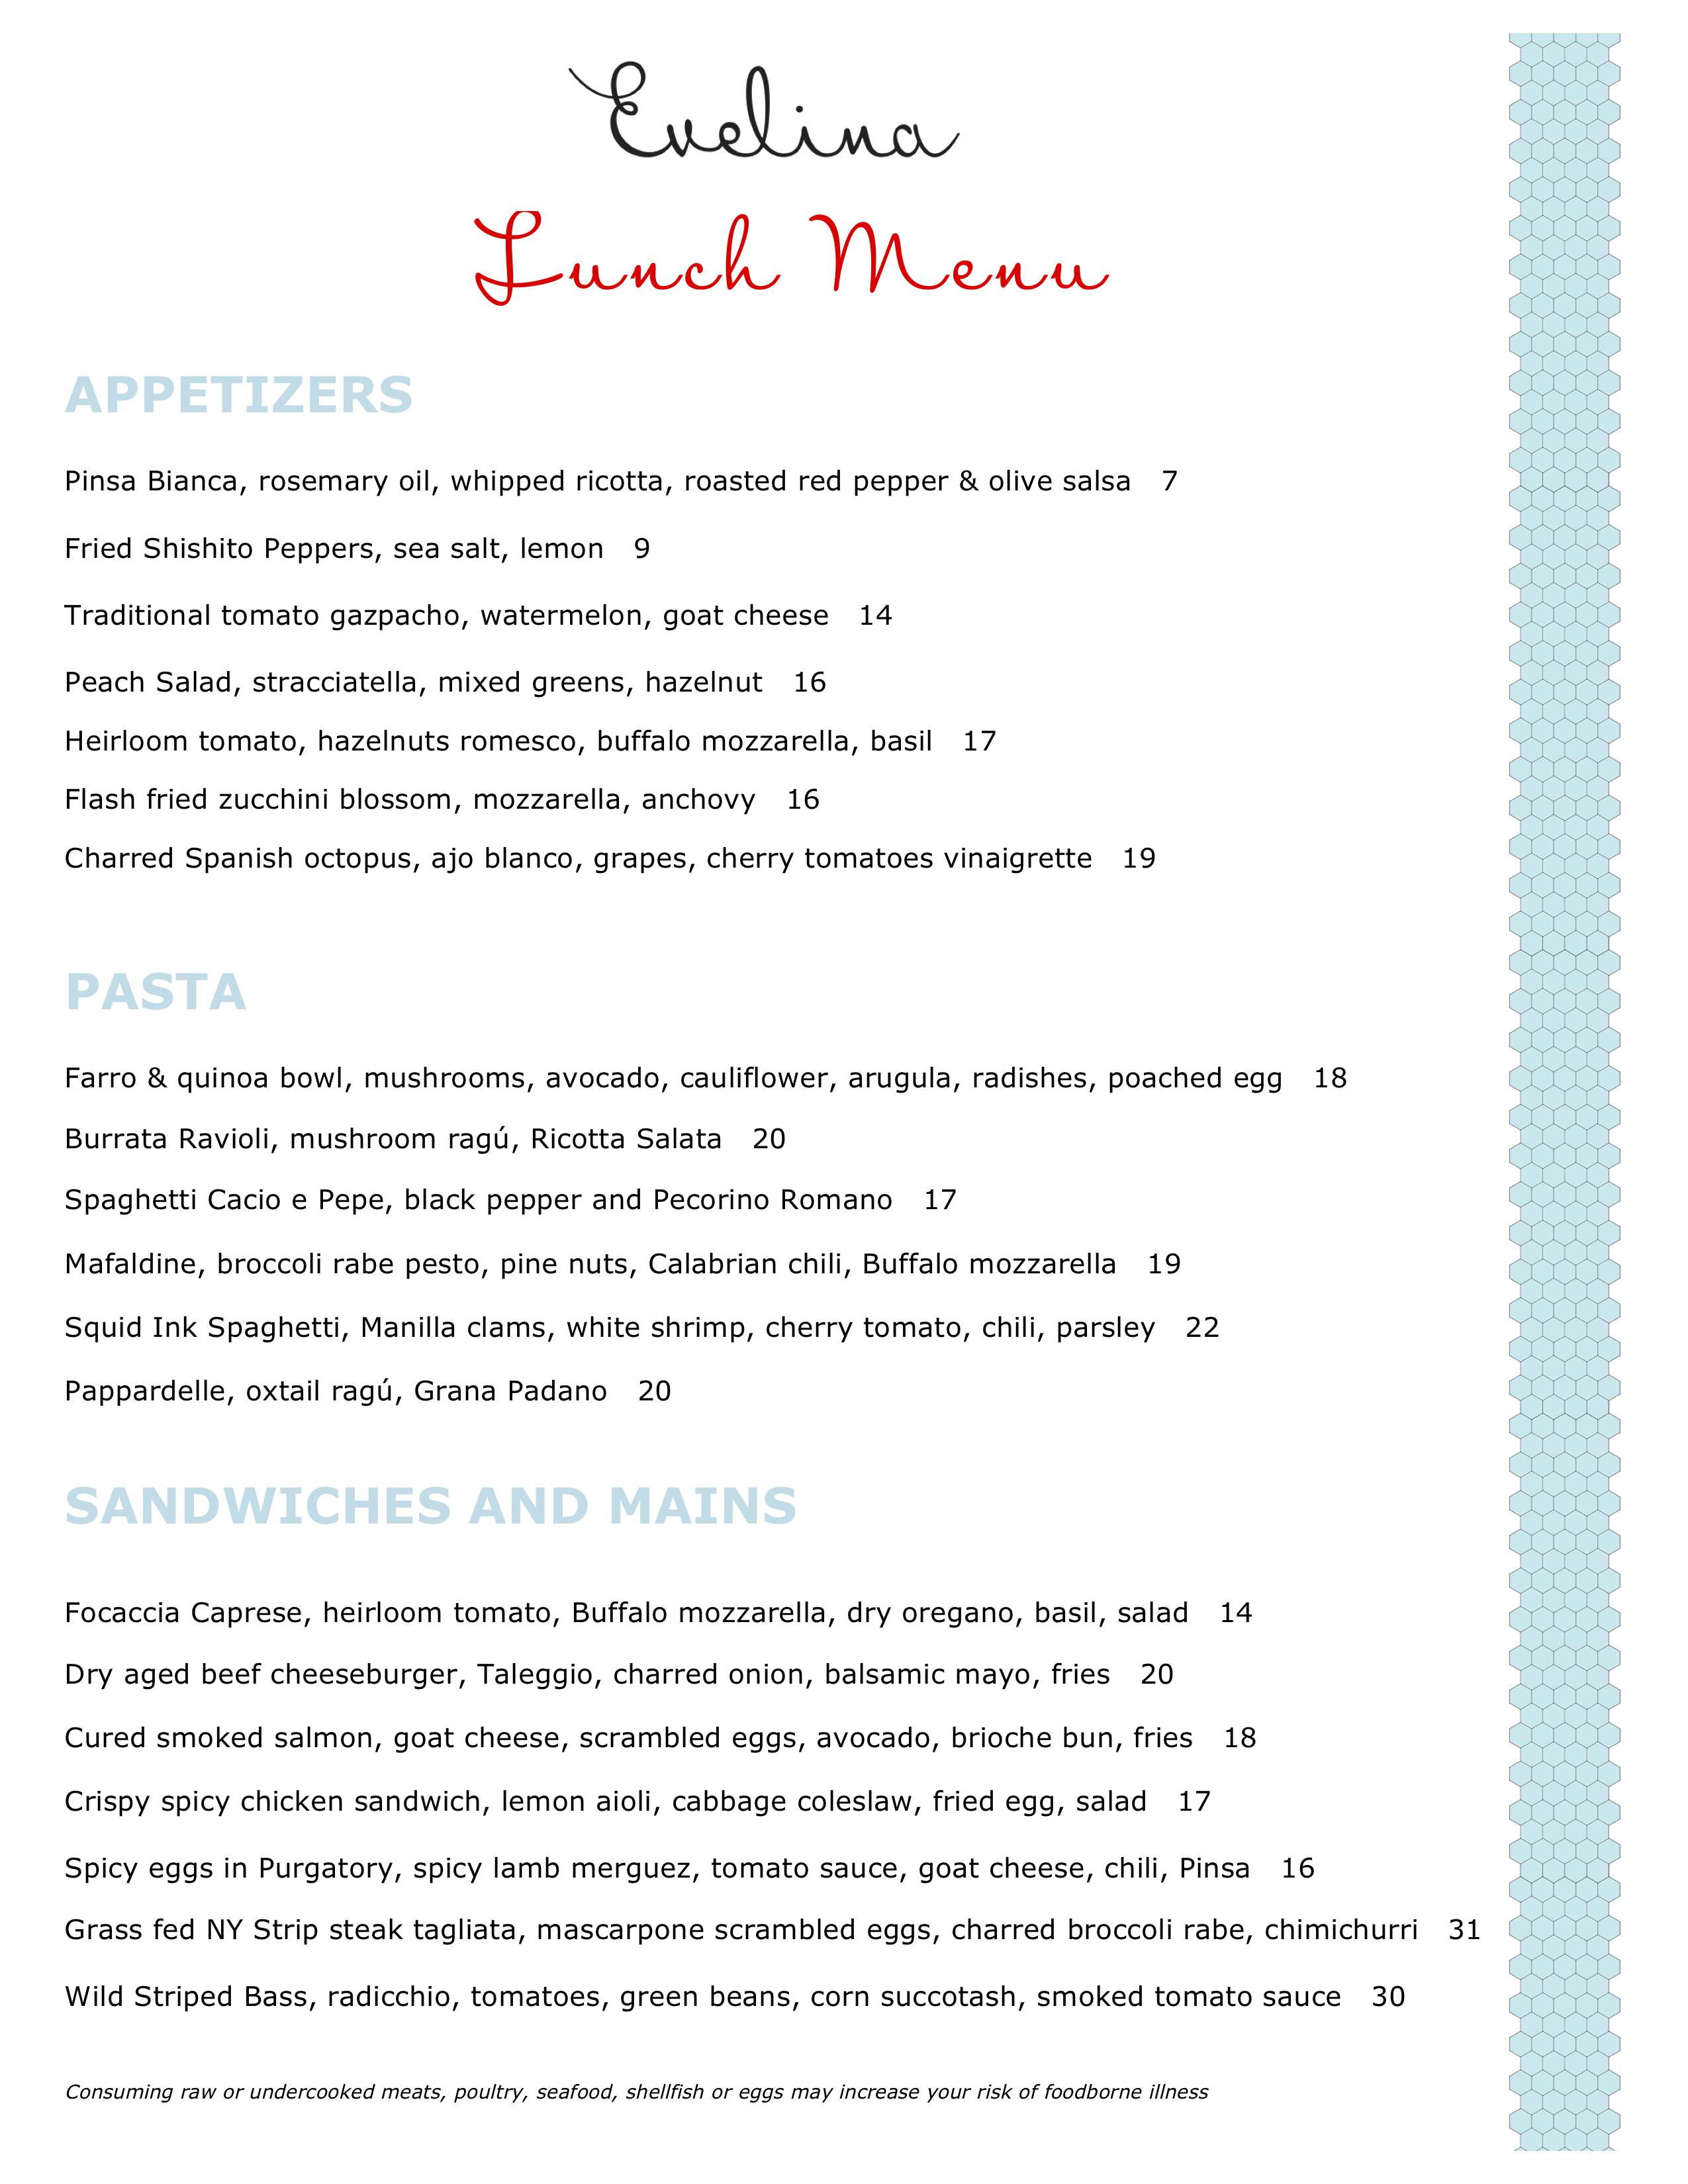 Evelina
Lunch Menu
APPETIZERS
Pinsa Bianca, rosemary oil, whipped ricotta, roasted red pepper & olive salsa 7
Fried Shishito Peppers, sea salt, lemon 9
Traditional tomato gazpacho, watermelon, goat cheese 14
Peach Salad, stracciatella, mixed greens, hazelnut 16
Heirloom tomato, hazelnuts romesco, buffalo mozzarella, basil 17
Flash fried zucchini blossom, mozzarella, anchovy 16
Charred Spanish octopus, ajo blanco, grapes, cherry tomatoes vinaigrette 19
PASTA
Farro & quinoa bowl, mushrooms, avocado, cauliflower, arugula, radishes, poached egg 18
Burrata Ravioli, mushroom ragú, Ricotta Salata 20
Spaghetti Cacio e Pepe, black pepper and Pecorino Romano 17
Mafaldine, broccoli rabe pesto, pine nuts, Calabrian chili, Buffalo mozzarella 19
Squid Ink Spaghetti, Manilla clams, white shrimp, cherry tomato, chili, parsley 22
Pappardelle, oxtail ragú, Grana Padano 20
SANDWICHES AND MAINS
Focaccia Caprese, heirloom tomato, Buffalo mozzarella, dry oregano, basil, salad 14
Dry aged beef cheeseburger, Taleggio, charred onion, balsamic mayo, fries 20
Cured smoked salmon, goat cheese, scrambled eggs, avocado, brioche bun, fries 18
Crispy spicy chicken sandwich, lemon aioli, cabbage coleslaw, fried egg, salad 17
Spicy eggs in Purgatory, spicy lamb merguez, tomato sauce, goat cheese, chili, Pinsa 16
Grass fed NY Strip steak tagliata, mascarpone scrambled eggs, charred broccoli rabe, chimichurri 31
Wild Striped Bass, radicchio, tomatoes, green beans, corn succotash, smoked tomato sauce 30
Consuming raw or undercooked meats, poultry, seafood, shellfish or eggs may increase your risk of foodborne illness